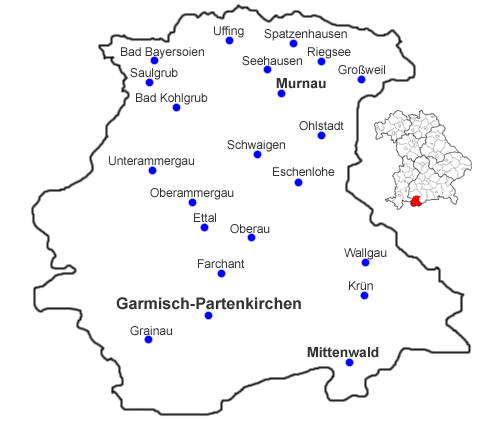 Uffing
Spatzenhausen
Bad Bayersoien
Riegsee
Seehausen
Saulgrub
Großweil
Murnau
Bad Kohlgrub
Ohlstadt
Schwaigen
Unterammergau
Eschenlohe
Oberammergau
Ettal
Oberau
Wallgau
Farchant
Krün
Garmisch-Partenkirchen
Grainau
Mittenwald